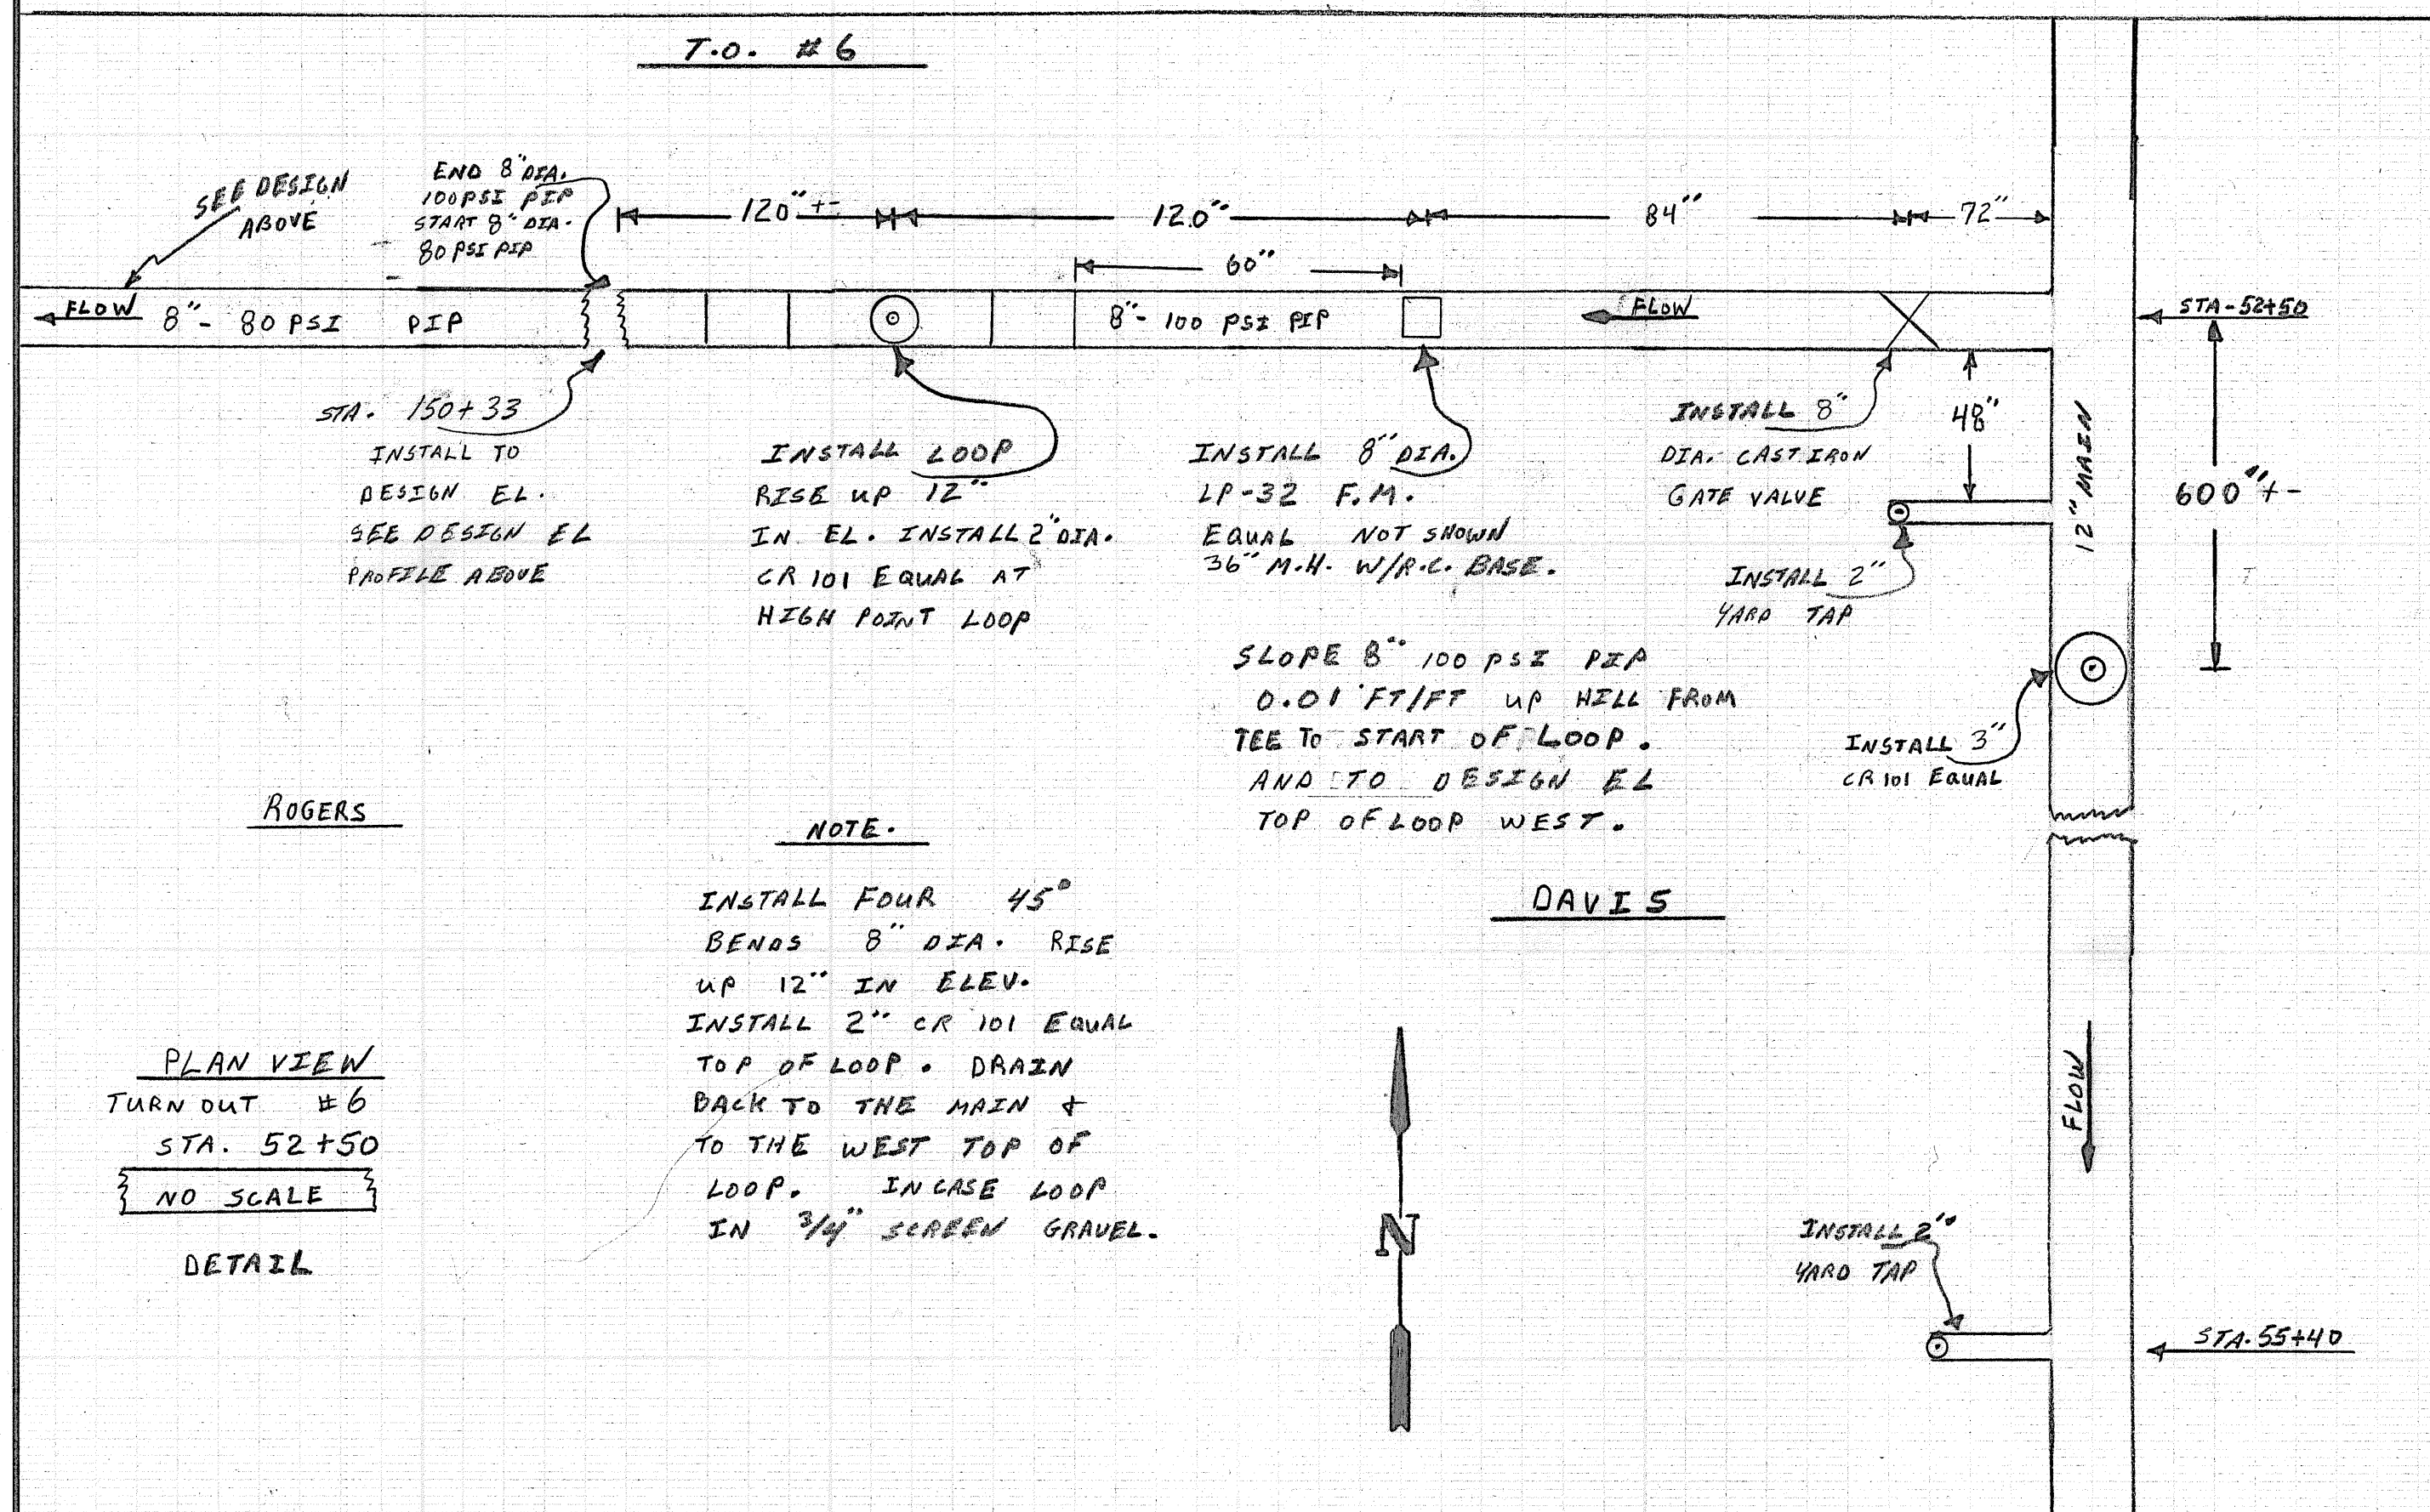 T.O. #6
SEE DESIGN
ABOVE
END 8" DIA.
100 PSI PIP
START 8" DIA.
80 PSI PIP
120" +-
120"
84"
72"
60"
FLOW
8" - 80 PSI PIP
8" - 100 PSI PIP
FLOW
STA-52+50
STA. 150+33
INSTALL TO
DESIGN EL.
SEE DESIGN EL
PROFILE ABOVE
INSTALL LOOP
RISE UP 12"
IN EL. INSTALL 2" DIA.
CR 101 EQUAL AT
HIGH POINT LOOP
INSTALL 8" DIA.
LP-32 F.M.
EQUAL NOT SHOWN
36" M.H. W/R.C. BASE.
INSTALL 8"
DIA. CAST IRON
GATE VALVE
48"
12" MAIN
600" +-
INSTALL 2"
YARD TAP
SLOPE 8" 100 PSI PIP
0.01 FT/FT UP HILL FROM
TEE TO START OF LOOP.
AND TO DESIGN EL
TOP OF LOOP WEST.
INSTALL 3"
CR 101 EQUAL
ROGERS
NOTE.
INSTALL FOUR 45°
BENDS 8" DIA. RISE
UP 12" IN ELEV.
INSTALL 2" CR 101 EQUAL
TOP OF LOOP. DRAIN
BACK TO THE MAIN &
TO THE WEST TOP OF
LOOP. INCASE LOOP
IN 3/4" SCREEN GRAVEL.
DAVIS
PLAN VIEW
TURN OUT #6
STA. 52+50
NO SCALE
DETAIL
N
FLOW
INSTALL 2"
YARD TAP
STA. 55+40